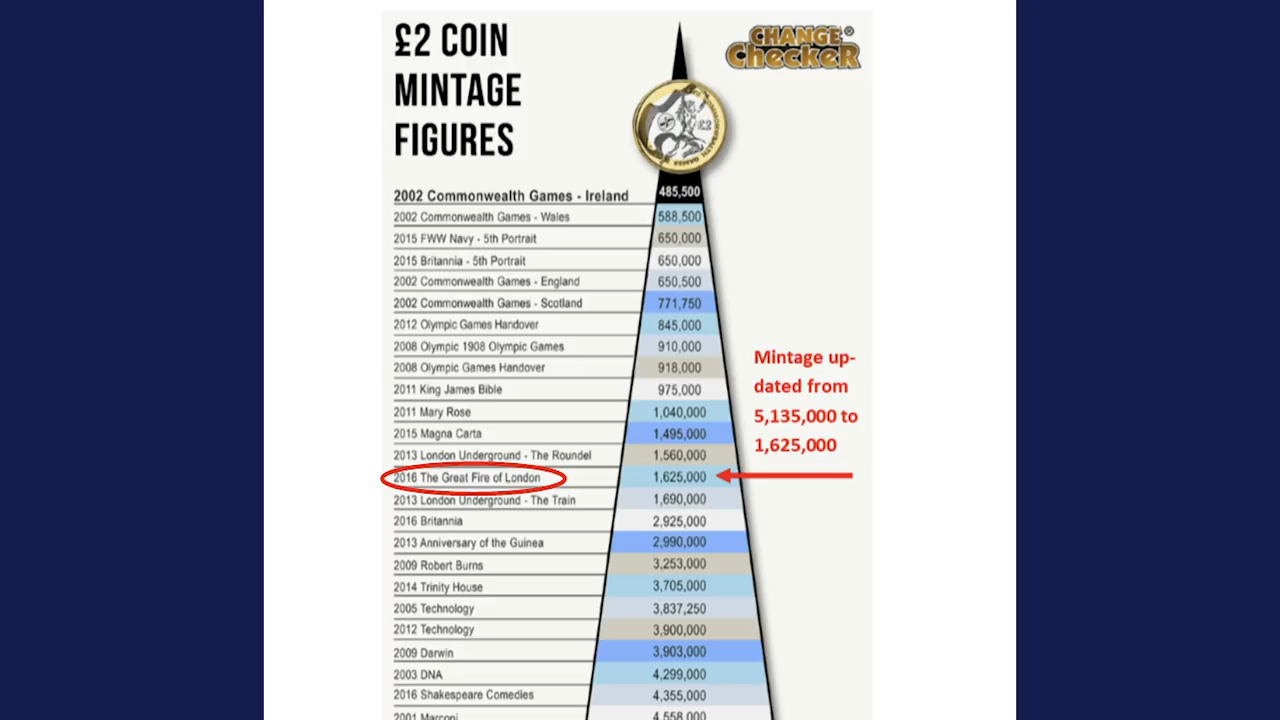 £2 COIN
MINTAGE
FIGURES
CHANGE
CHECKER®
£2
COMMONWEALTH GAMES
2002 Commonwealth Games - Ireland 485,500
2002 Commonwealth Games - Wales 588,500
2015 FWW Navy - 5th Portrait 650,000
2015 Britannia - 5th Portrait 650,000
2002 Commonwealth Games - England 650,500
2002 Commonwealth Games - Scotland 771,750
2012 Olympic Games Handover 845,000
2008 Olympic 1908 Olympic Games 910,000
2008 Olympic Games Handover 918,000
2011 King James Bible 975,000
2011 Mary Rose 1,040,000
2015 Magna Carta 1,495,000
2013 London Underground - The Roundel 1,560,000
2016 The Great Fire of London 1,625,000
2013 London Underground - The Train 1,690,000
2016 Britannia 2,925,000
2013 Anniversary of the Guinea 2,990,000
2009 Robert Burns 3,253,000
2014 Trinity House 3,705,000
2005 Technology 3,837,250
2012 Technology 3,900,000
2009 Darwin 3,903,000
2003 DNA 4,299,000
2016 Shakespeare Comedies 4,355,000
2001 Marconi 4,558,000
Mintage up-
dated from
5,135,000 to
1,625,000